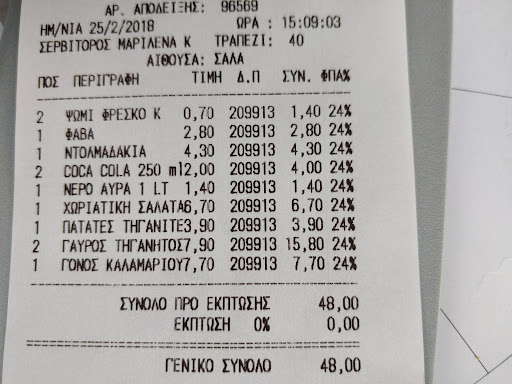 ΑΡ. ΑΠΟΔΕΙΞΗΣ: 96569
ΗΜ/ΝΙΑ 25/2/2018 ΩΡΑ : 15:09:03
ΣΕΡΒΙΤΟΡΟΣ ΜΑΡΙΛΕΝΑ Κ ΤΡΑΠΕΖΙ: 40
ΑΙΘΟΥΣΑ: ΣΑΛΑ
ΠΟΣ ΠΕΡΙΓΡΑΦΗ ΤΙΜΗ Δ.Π ΣΥΝ. ΦΠΑ%
2 ΨΩΜΙ ΦΡΕΣΚΟ Κ 0,70 209913 1,40 24%
1 ΦΑΒΑ 2,80 209913 2,80 24%
1 ΝΤΟΛΜΑΔΑΚΙΑ 4,30 209913 4,30 24%
2 COCA COLA 250 ml2,00 209913 4,00 24%
1 ΝΕΡΟ ΑΥΡΑ 1 LT 1,40 209913 1,40 24%
1 ΧΩΡΙΑΤΙΚΗ ΣΑΛΑΤΑ6,70 209913 6,70 24%
1 ΠΑΤΑΤΕΣ ΤΗΓΑΝΙΤΕ3,90 209913 3,90 24%
2 ΓΑΥΡΟΣ ΤΗΓΑΝΗΤΟΣ7,90 209913 15,80 24%
1 ΓΟΝΟΣ ΚΑΛΑΜΑΡΙΟΥ7,70 209913 7,70 24%
ΣΥΝΟΛΟ ΠΡΟ ΕΚΠΤΩΣΗΣ 48,00
ΕΚΠΤΩΣΗ 0% 0,00
ΓΕΝΙΚΟ ΣΥΝΟΛΟ 48,00